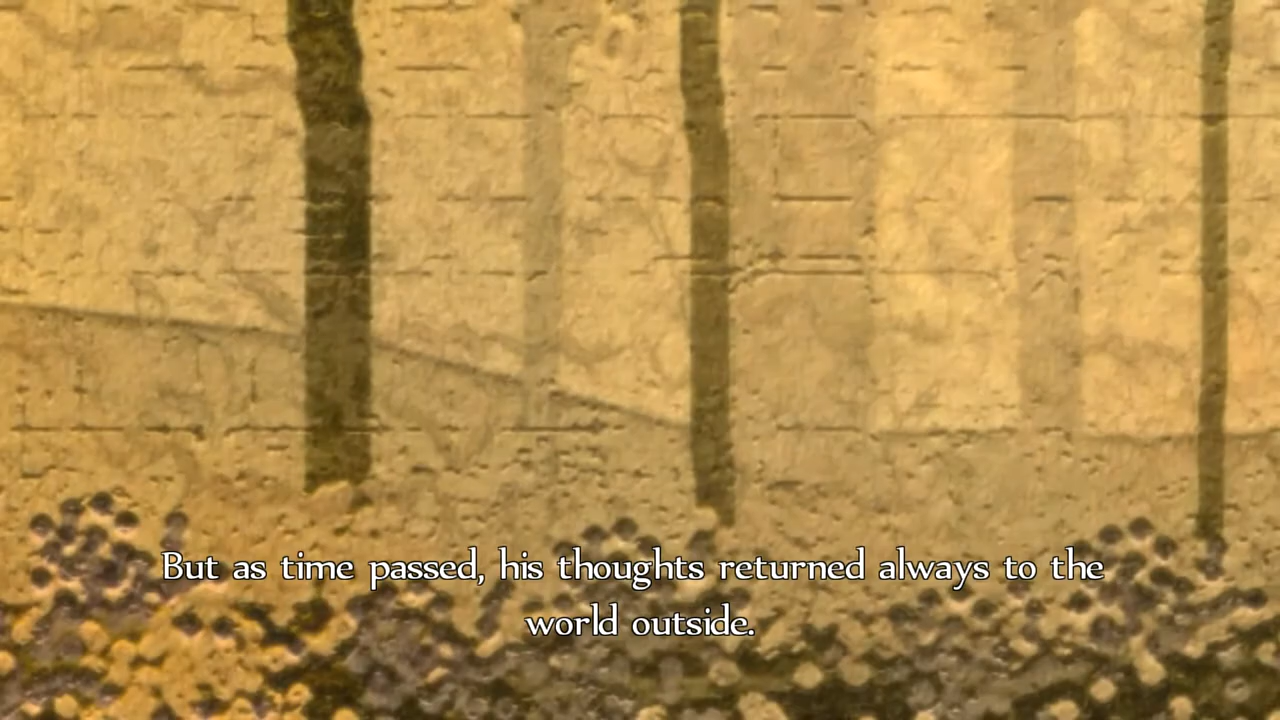 But as time passed, his thoughts returned always to the
world outside.